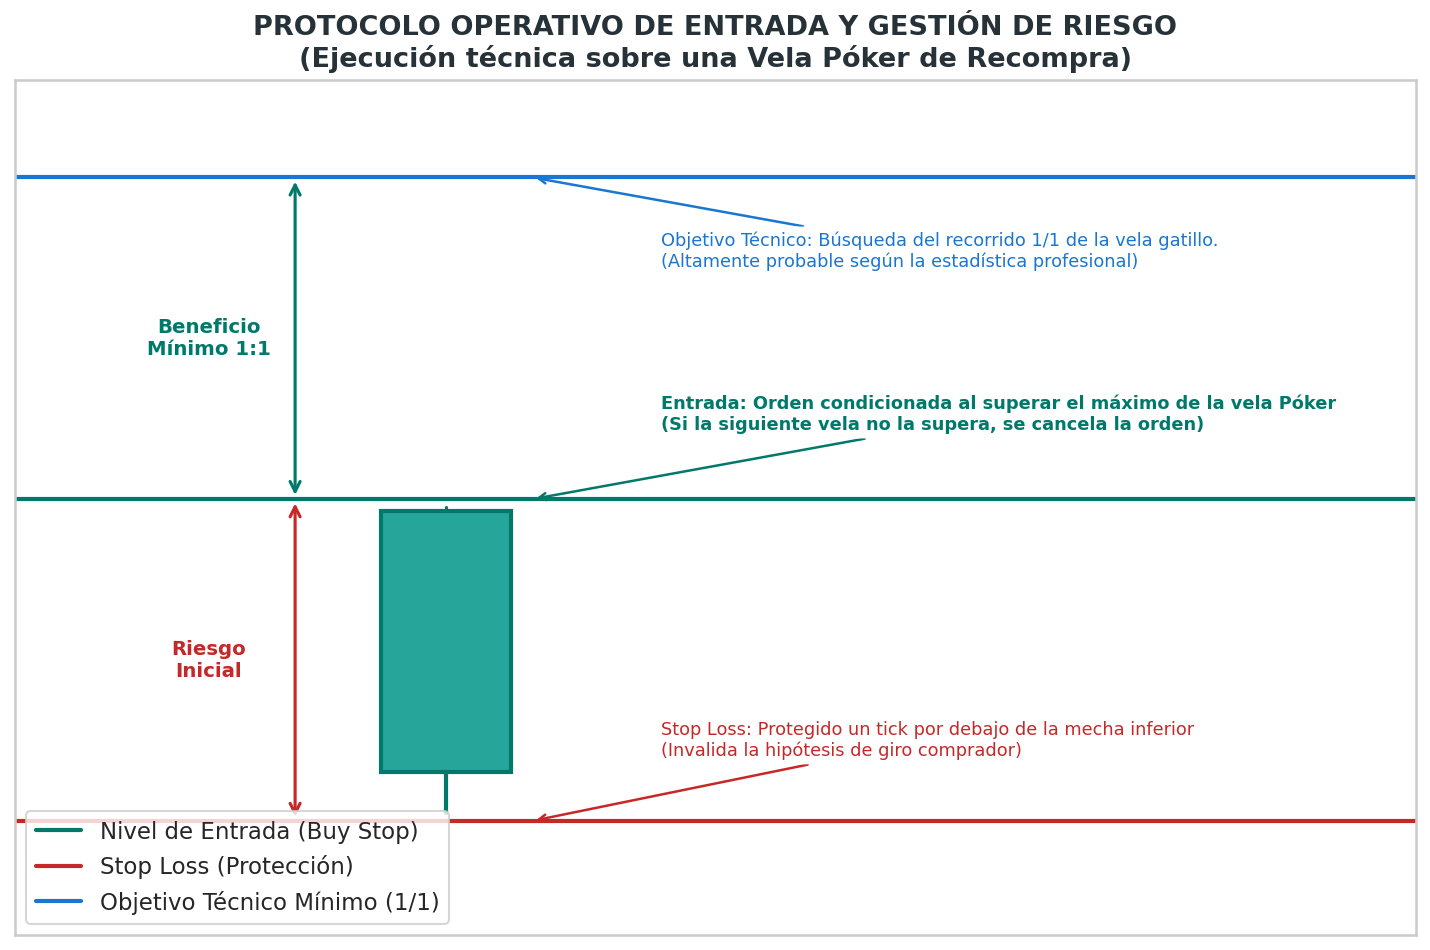 PROTOCOLO OPERATIVO DE ENTRADA Y GESTIÓN DE RIESGO
(Ejecución técnica sobre una Vela Póker de Recompra)
Objetivo Técnico: Búsqueda del recorrido 1/1 de la vela gatillo.
(Altamente probable según la estadística profesional)
Beneficio
Mínimo 1:1
Entrada: Orden condicionada al superar el máximo de la vela Póker
(Si la siguiente vela no la supera, se cancela la orden)
Riesgo
Inicial
Stop Loss: Protegido un tick por debajo de la mecha inferior
(Invalida la hipótesis de giro comprador)
Nivel de Entrada (Buy Stop)
Stop Loss (Protección)
Objetivo Técnico Mínimo (1/1)